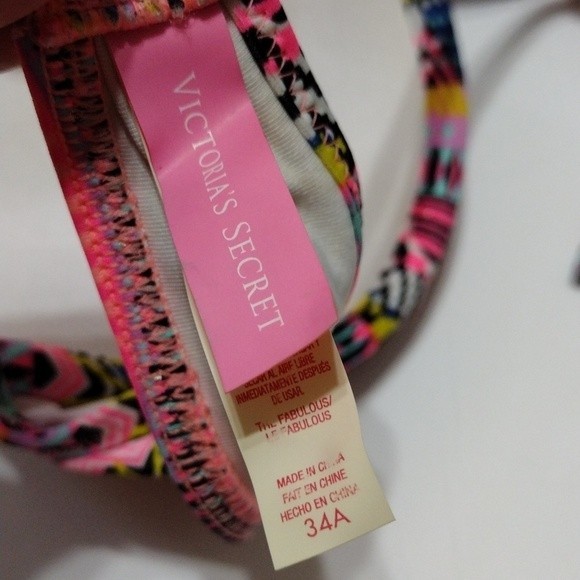 VICTORIA'S SECRET
SECAR AL AIRE LIBRE
INMEDIATAMENTE DESPUÉS
DE USAR.
THE FABULOUS/
LE FABULOUS
MADE IN CHINA
FAIT EN CHINE
HECHO EN CHINA
34A